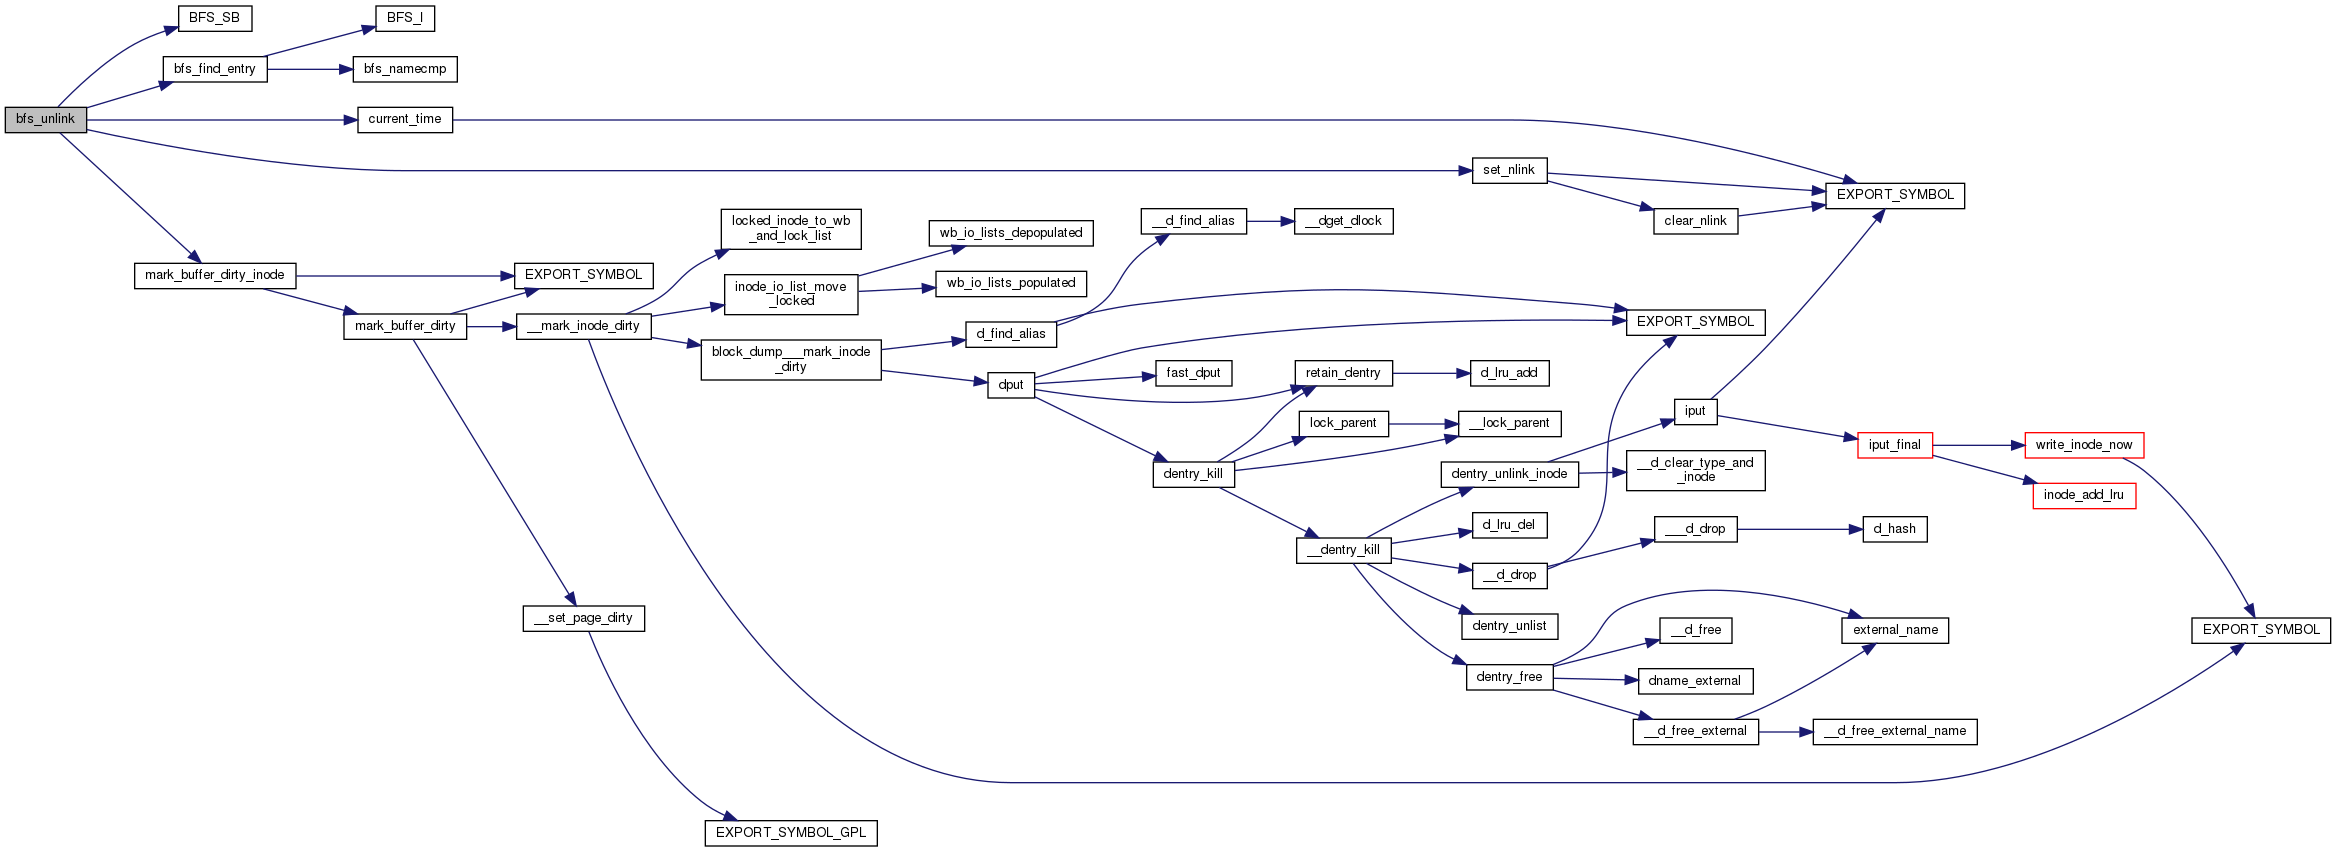 BFS_SB
BFS_I
bfs_find_entry
bfs_namecmp
bfs_unlink
current_time
set_nlink
EXPORT_SYMBOL
clear_nlink
locked_inode_to_wb
_and_lock_list
__d_find_alias
__dget_dlock
wb_io_lists_depopulated
mark_buffer_dirty_inode
EXPORT_SYMBOL
inode_io_list_move
_locked
wb_io_lists_populated
mark_buffer_dirty
__mark_inode_dirty
d_find_alias
EXPORT_SYMBOL
block_dump___mark_inode
_dirty
dput
fast_dput
retain_dentry
d_lru_add
iput
lock_parent
__lock_parent
iput_final
write_inode_now
dentry_kill
dentry_unlink_inode
__d_clear_type_and
_inode
inode_add_lru
d_lru_del
___d_drop
d_hash
__dentry_kill
__d_drop
__set_page_dirty
dentry_unlist
__d_free
external_name
EXPORT_SYMBOL
dentry_free
dname_external
__d_free_external
__d_free_external_name
EXPORT_SYMBOL_GPL